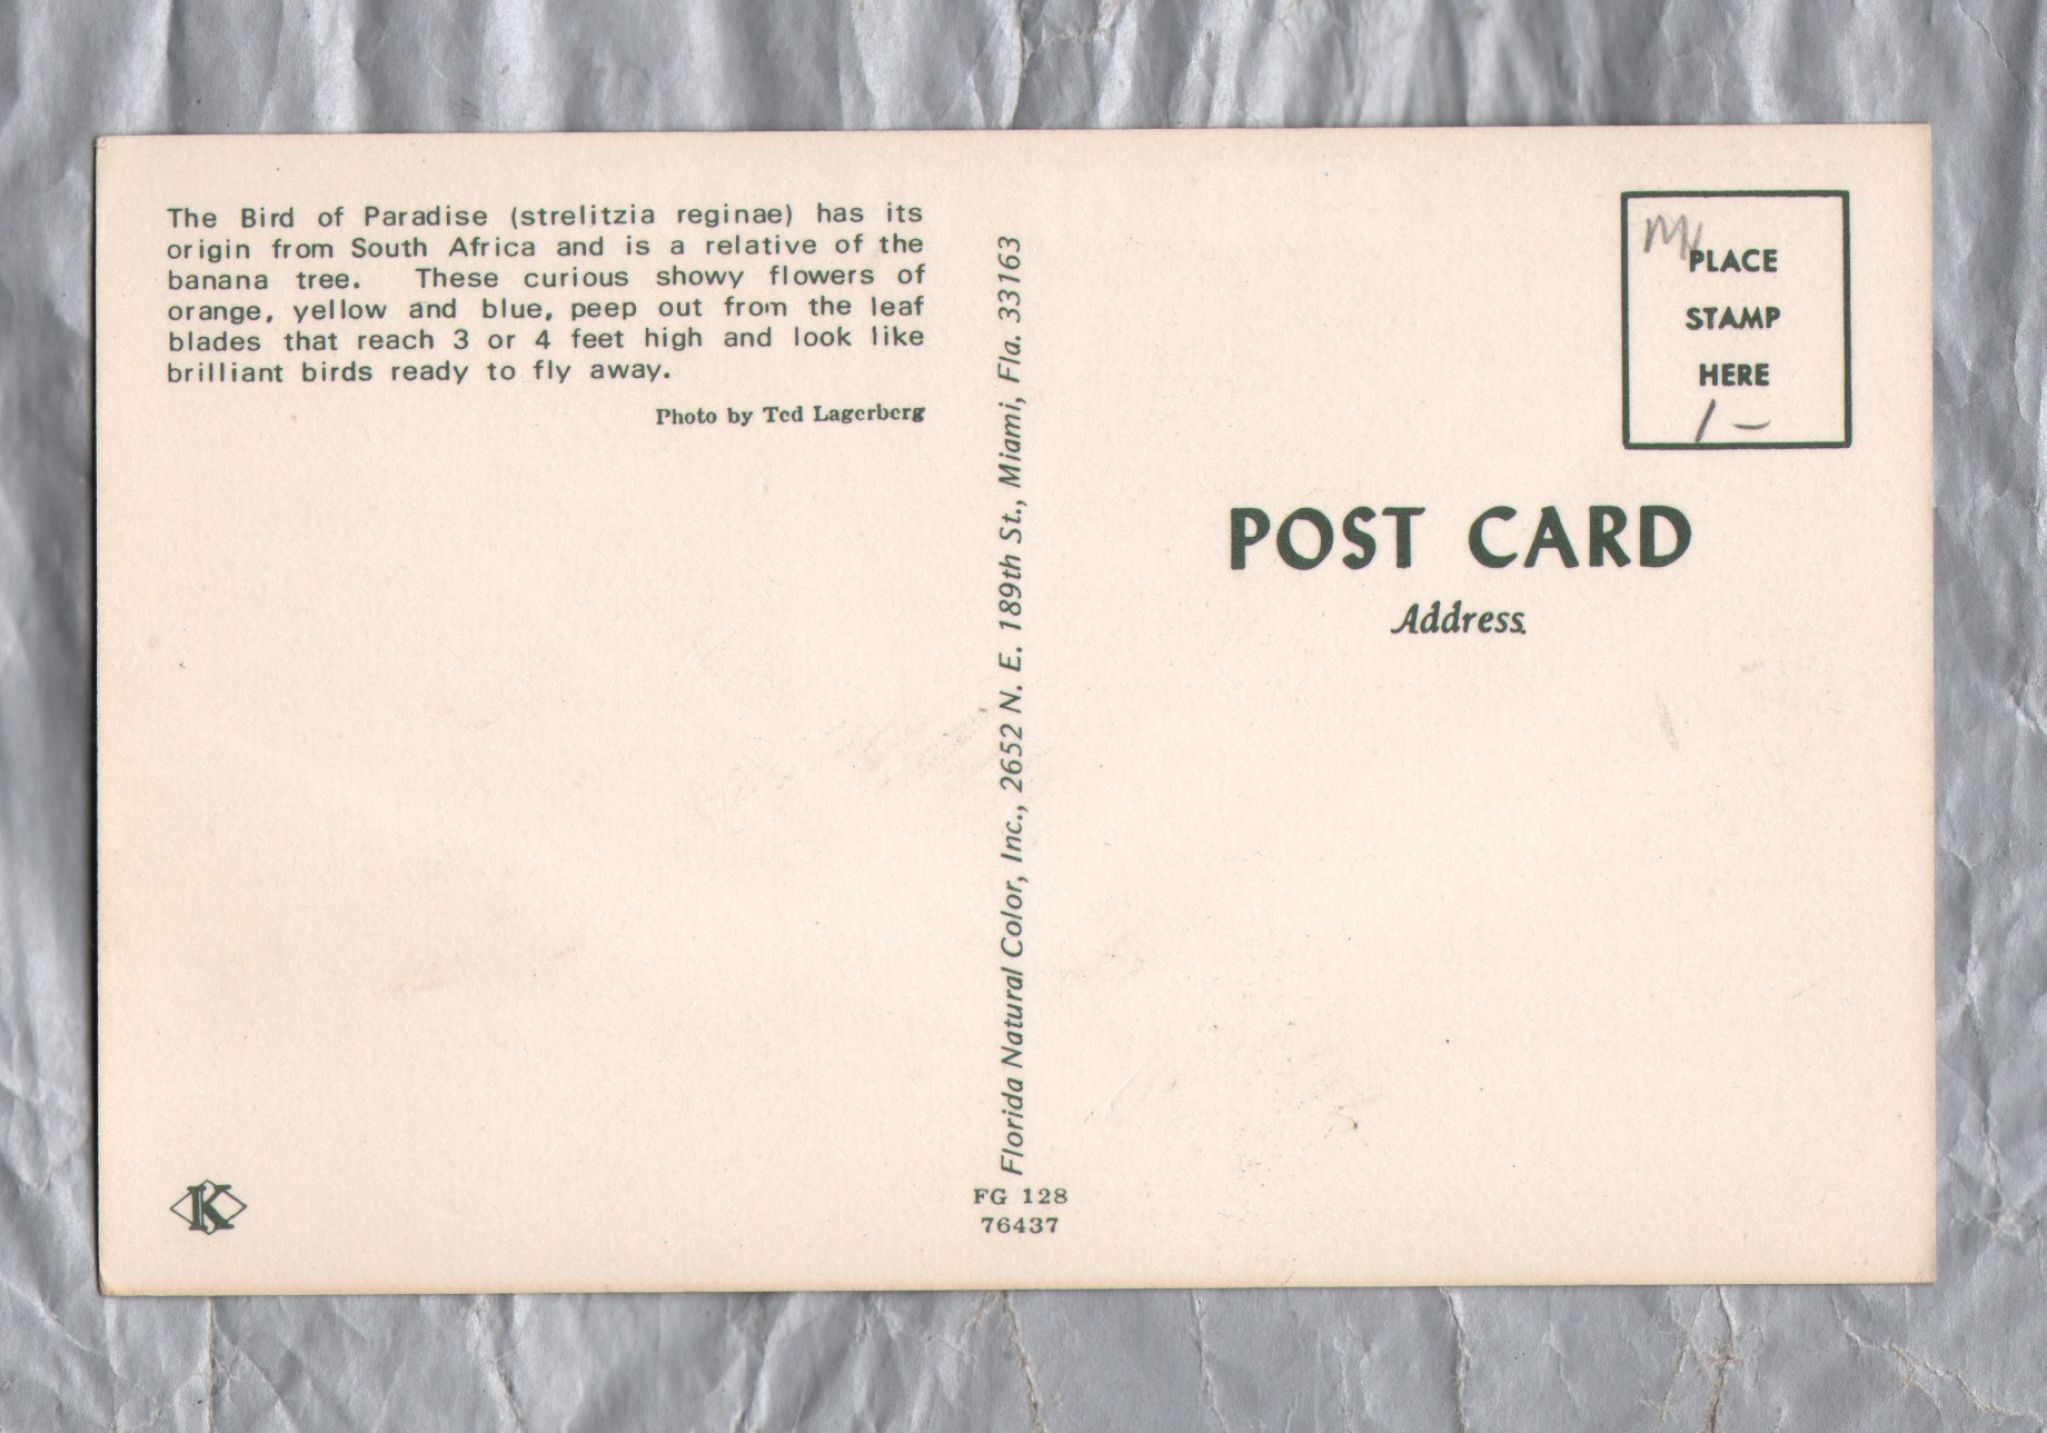 The Bird of Paradise (strelitzia reginae) has its
origin from South Africa and is a relative of the
banana tree. These curious showy flowers of
orange, yellow and blue, peep out from the leaf
blades that reach 3 or 4 feet high and look like
brilliant birds ready to fly away.
Photo by Ted Lagerberg
K
Florida Natural Color, Inc., 2652 N. E. 189th St., Miami, Fla. 33163
FG 128
76437
PLACE
STAMP
HERE
1 -
POST CARD
Address